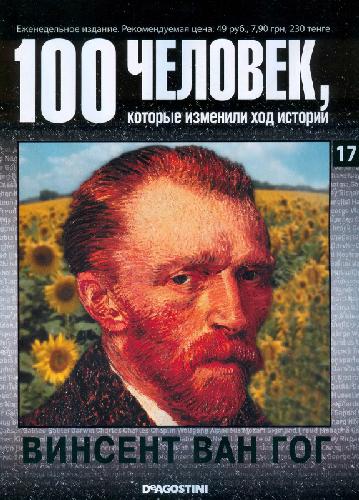 Еженедельное издание. Рекомендуемая цена: 49 руб., 7,90 грн, 230 тенге
100 ЧЕЛОВЕК,
которые изменили ход истории
17
ВИНСЕНТ ВАН ГОГ
DeAGOSTINI